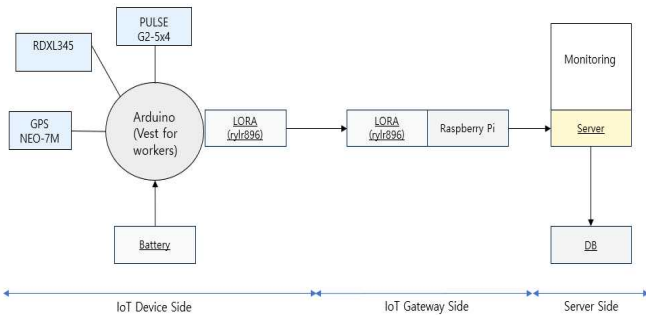 PULSE
G2-5x4
RDXL345
GPS
NEO-7M
Arduino
(Vest for
workers)
LORA
(rylr896)
LORA
(rylr896)
Raspberry Pi
Monitoring
Server
Battery
DB
IoT Device Side
IoT Gateway Side
Server Side